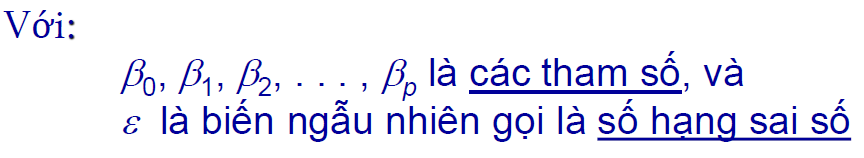 Với:
β₀, β₁, β₂, . . . , βₚ là các tham số, và
ε là biến ngẫu nhiên gọi là số hạng sai số